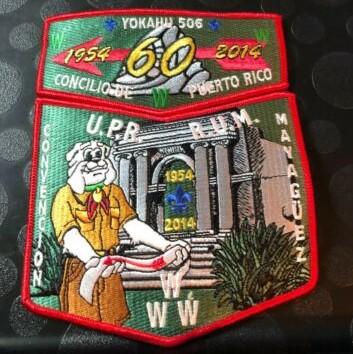 YOKAHU 506
W W
1954 60 2014
CONCILIO DE W PUERTO RICO
U.P.R. R.U.M.
CONVENCION
MAYAGUEZ
1954
2014
W
W W